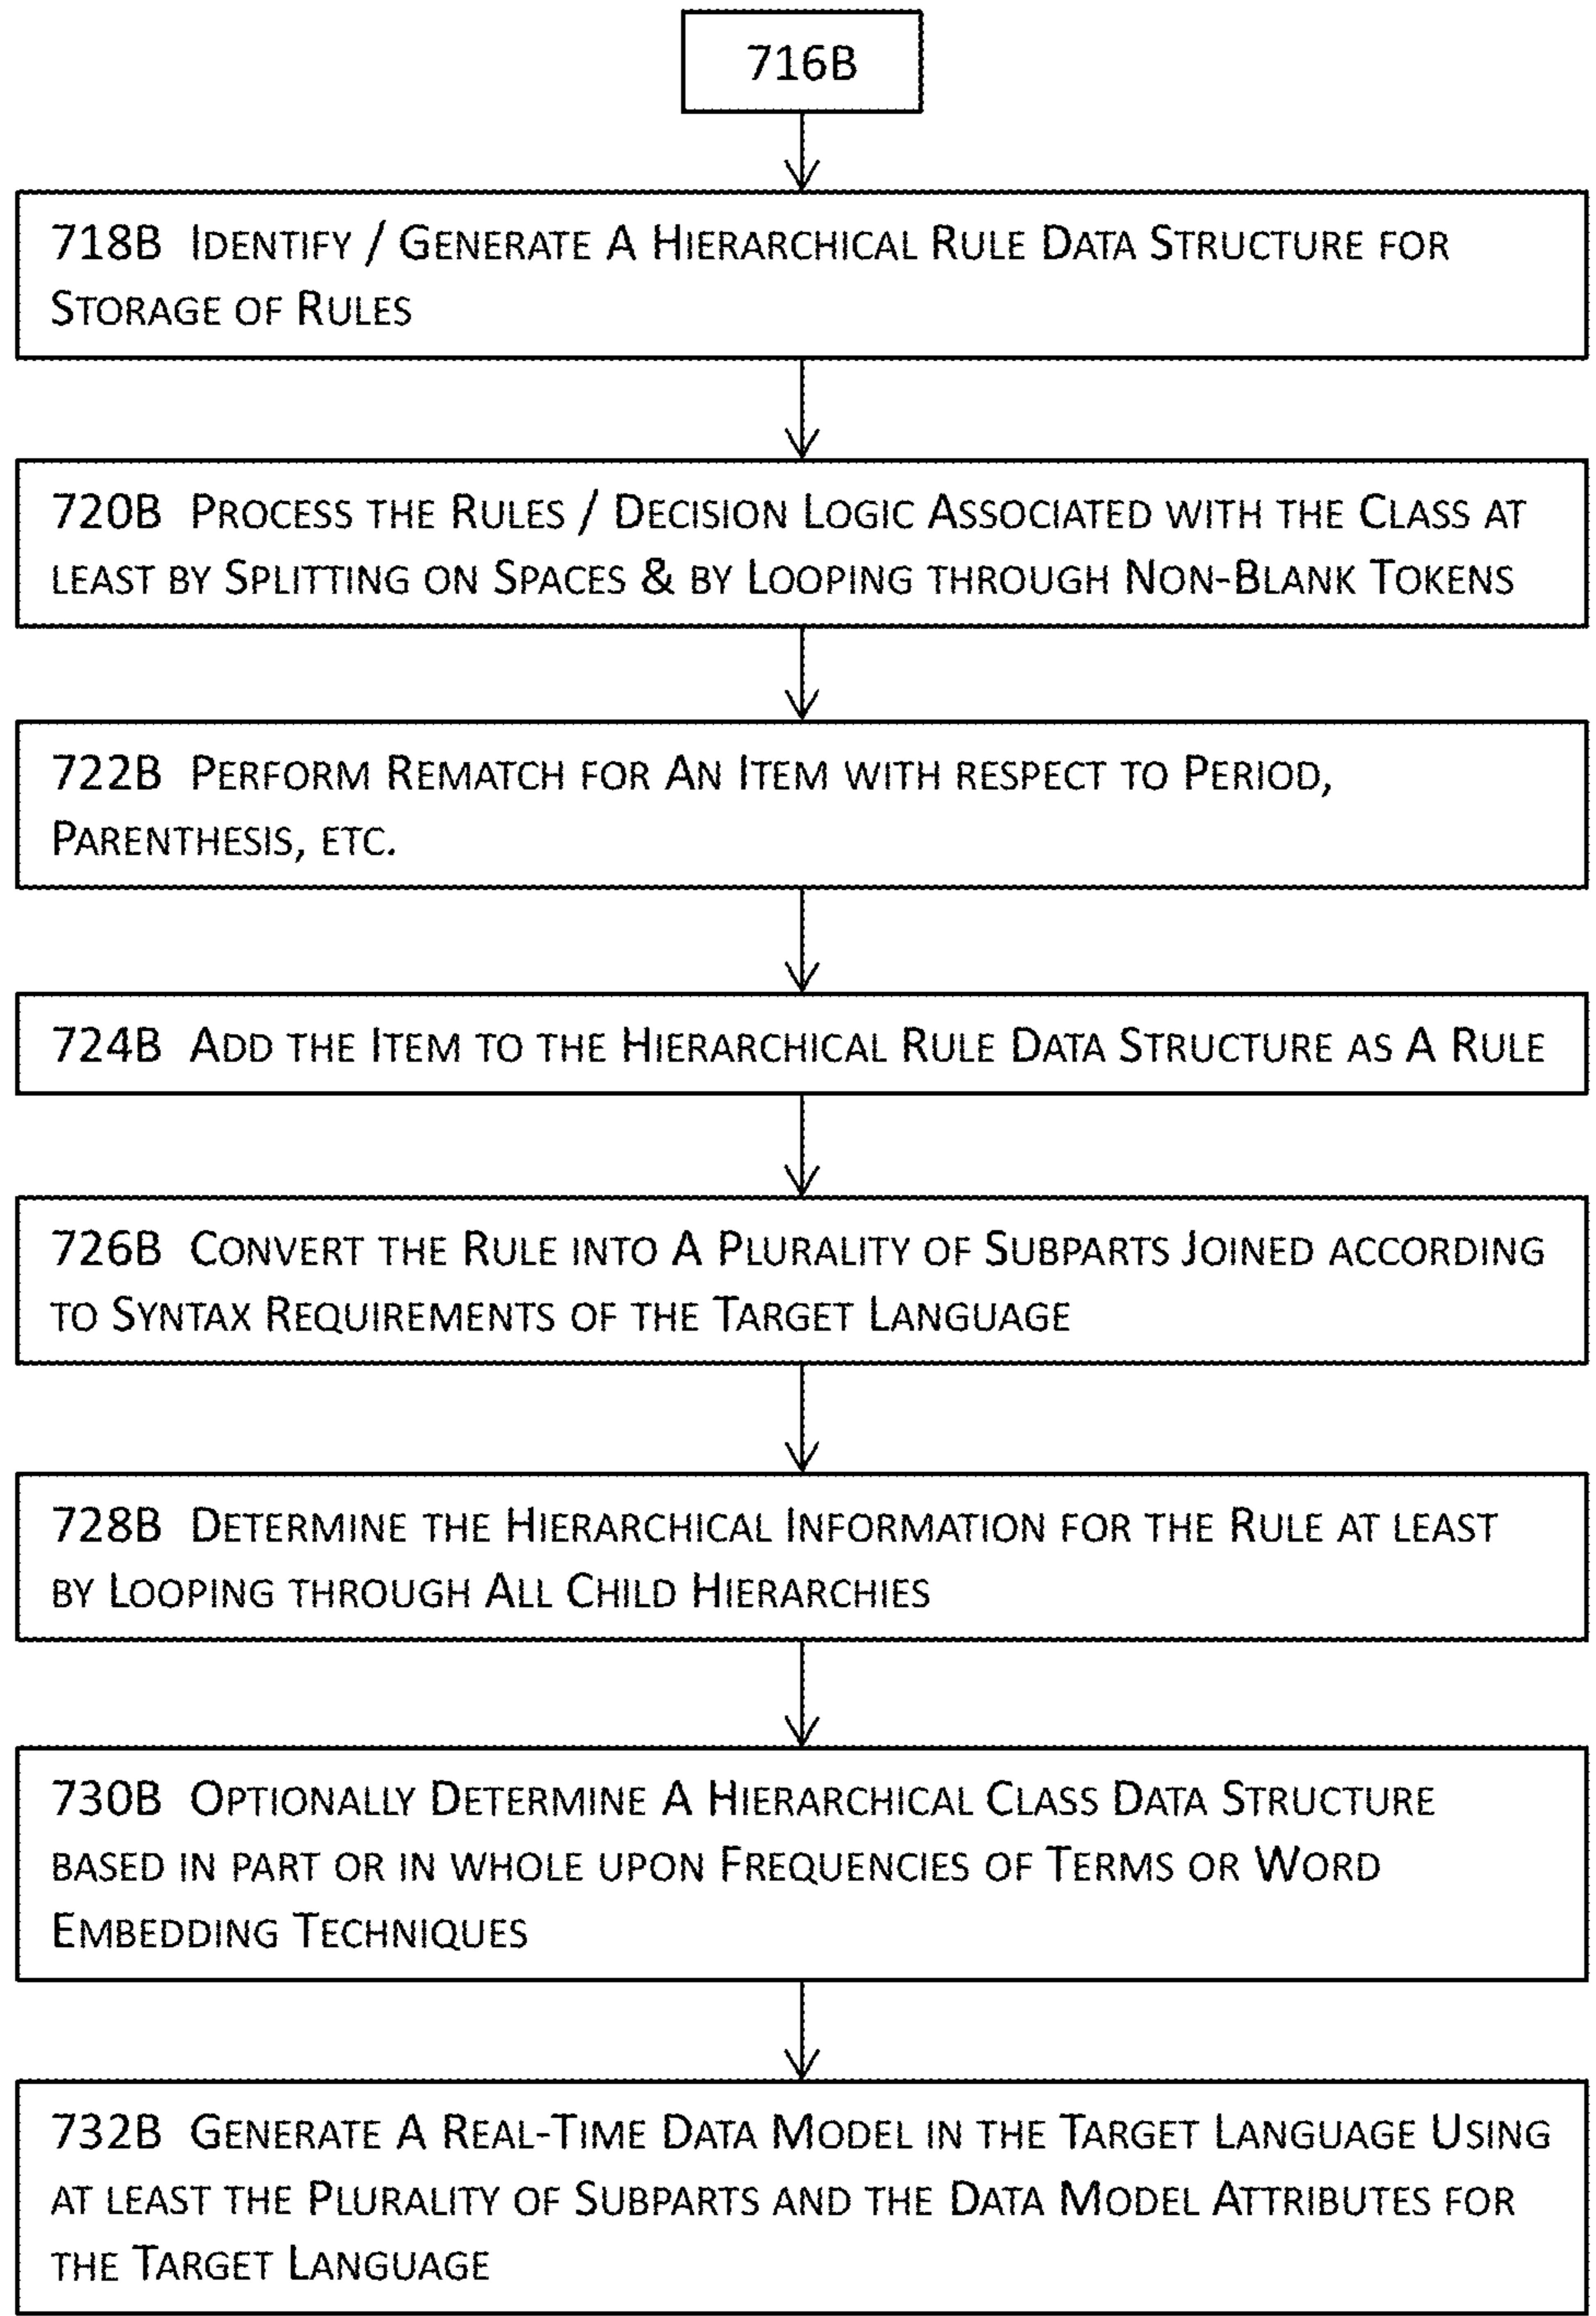 716B
718B Identify / Generate A Hierarchical Rule Data Structure for
Storage of Rules
720B Process the Rules / Decision Logic Associated with the Class at
least by Splitting on Spaces & by Looping through Non-Blank Tokens
722B Perform Rematch for An Item with respect to Period,
Parenthesis, etc.
724B Add the Item to the Hierarchical Rule Data Structure as A Rule
726B Convert the Rule into A Plurality of Subparts Joined according
to Syntax Requirements of the Target Language
728B Determine the Hierarchical Information for the Rule at least
by Looping through All Child Hierarchies
730B Optionally Determine A Hierarchical Class Data Structure
based in part or in whole upon Frequencies of Terms or Word
Embedding Techniques
732B Generate A Real-Time Data Model in the Target Language Using
at least the Plurality of Subparts and the Data Model Attributes for
the Target Language